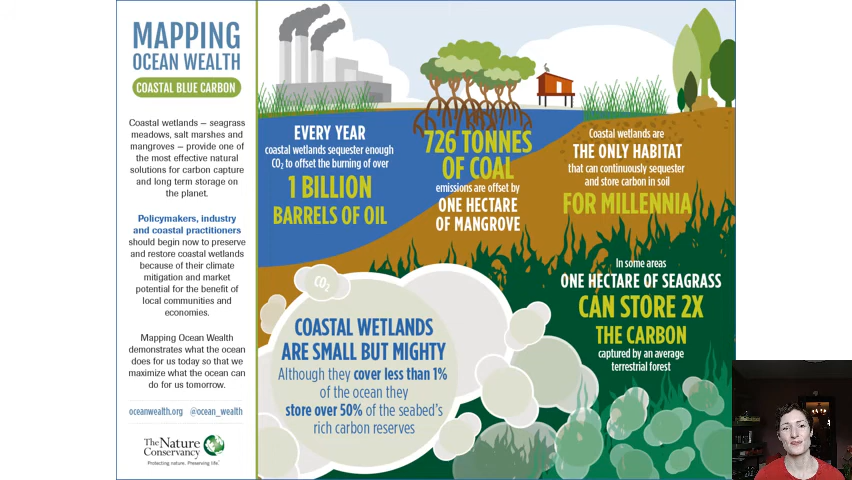 MAPPING
OCEAN WEALTH
COASTAL BLUE CARBON
Coastal wetlands — seagrass
meadows, salt marshes and
mangroves — provide one of
the most effective natural
solutions for carbon capture
and long term storage on
the planet.
Policymakers, industry
and coastal practitioners
should begin now to preserve
and restore coastal wetlands
because of their climate
mitigation and market
potential for the benefit of
local communities and
economies.
Mapping Ocean Wealth
demonstrates what the ocean
does for us today so that we
maximize what the ocean can
do for us tomorrow.
oceanwealth.org @ocean_wealth
The Nature
Conservancy
Protecting nature. Preserving life.™
EVERY YEAR
coastal wetlands sequester enough
CO₂ to offset the burning of over
1 BILLION
BARRELS OF OIL
726 TONNES
OF COAL
emissions are offset by
ONE HECTARE
OF MANGROVE
Coastal wetlands are
THE ONLY HABITAT
that can continuously sequester
and store carbon in soil
FOR MILLENNIA
CO₂
COASTAL WETLANDS
ARE SMALL BUT MIGHTY
Although they cover less than 1%
of the ocean they
store over 50% of the seabed's
rich carbon reserves
In some areas
ONE HECTARE OF SEAGRASS
CAN STORE 2X
THE CARBON
captured by an average
terrestrial forest